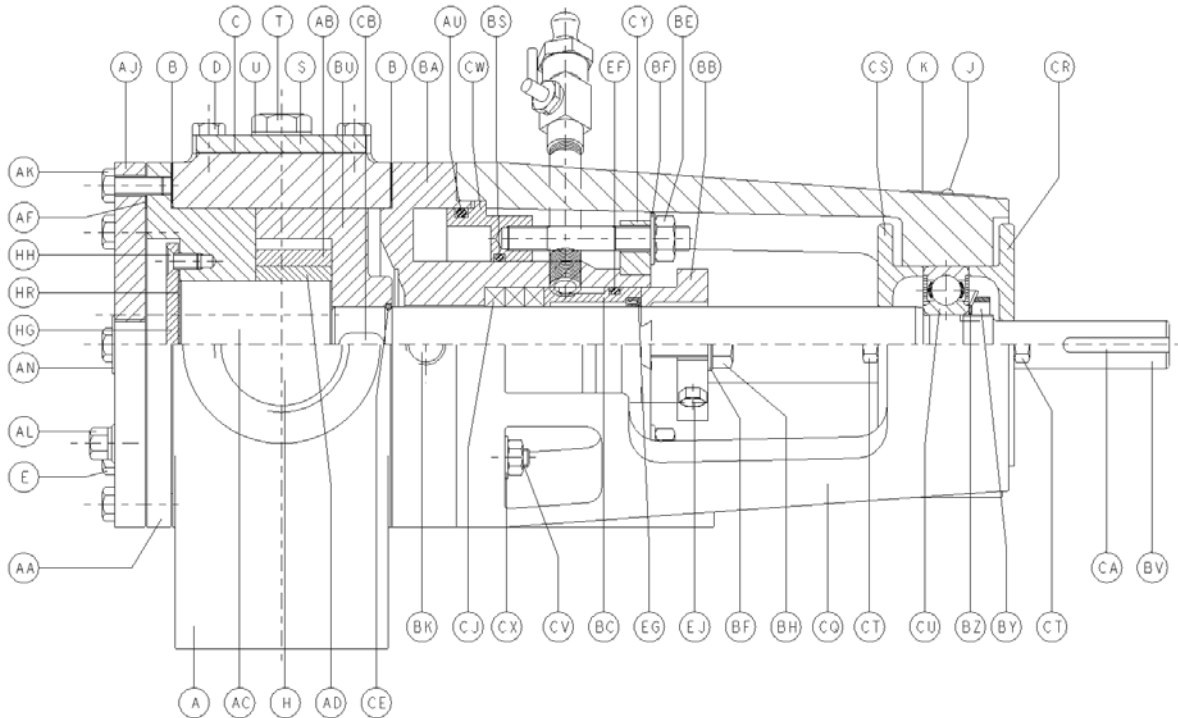 C T AB CB AU BS CY BE
AJ B D U S BU B BA CW EF BF BB CS K J CR
AK
AF
HH
HR
HG
AN
AL
E
AA BK CJ CX CV BC EG EJ BF BH CQ CT CU BZ BY CT CA BV
A AC H AD CE